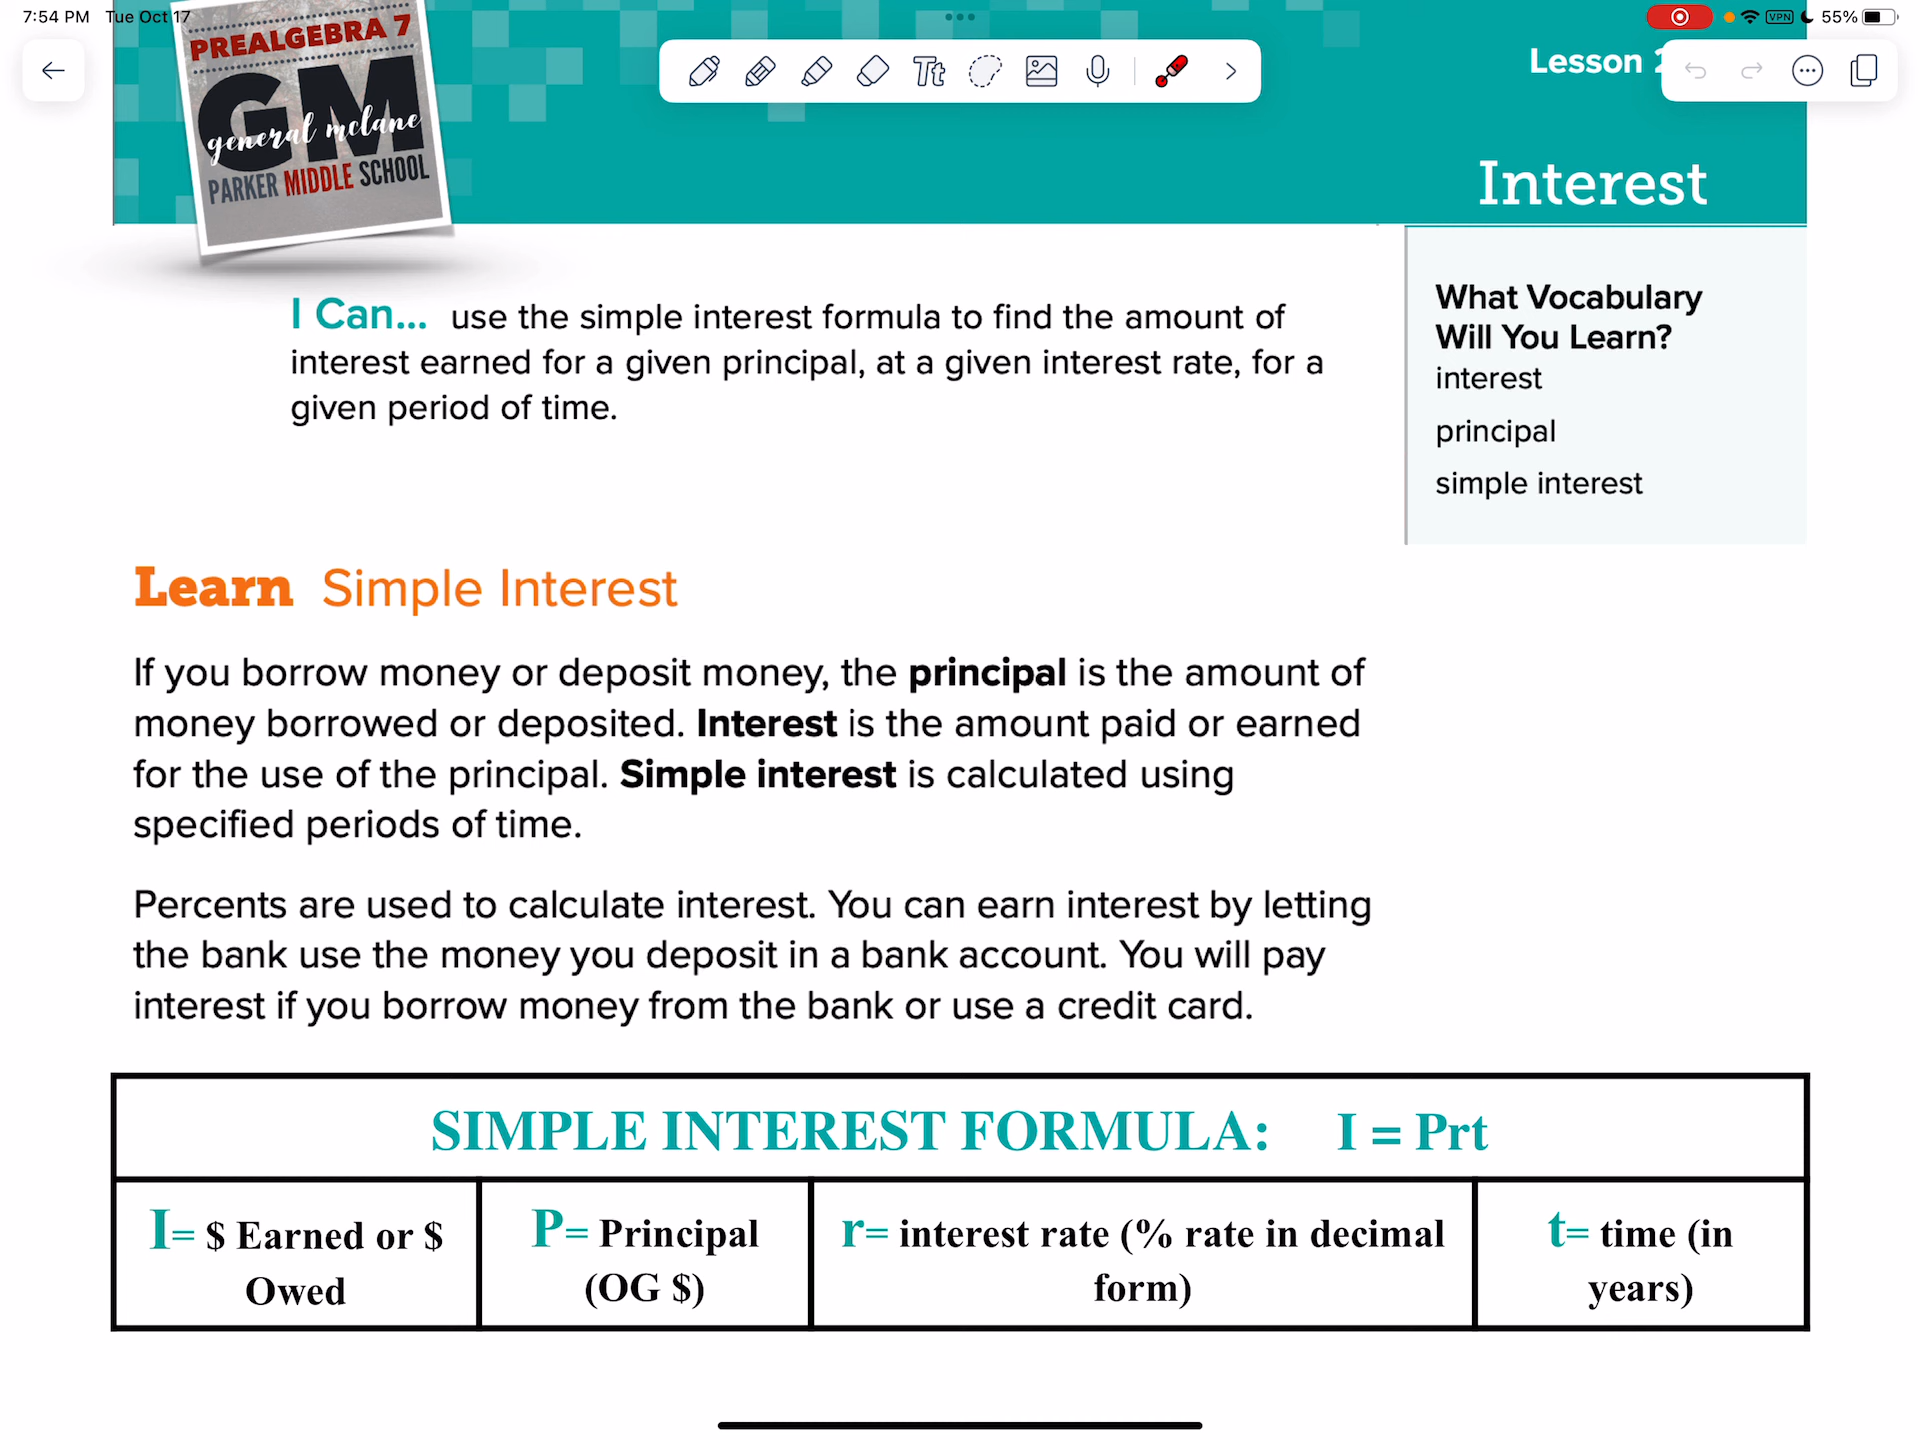 7:54 PM Tue Oct 17
55%
VPN
PREALGEBRA 7
GM
general mclane
PARKER MIDDLE SCHOOL
Tt
Lesson
Interest
I Can... use the simple interest formula to find the amount of
interest earned for a given principal, at a given interest rate, for a
given period of time.
What Vocabulary
Will You Learn?
interest
principal
simple interest
Learn Simple Interest
If you borrow money or deposit money, the principal is the amount of
money borrowed or deposited. Interest is the amount paid or earned
for the use of the principal. Simple interest is calculated using
specified periods of time.
Percents are used to calculate interest. You can earn interest by letting
the bank use the money you deposit in a bank account. You will pay
interest if you borrow money from the bank or use a credit card.
SIMPLE INTEREST FORMULA: I = Prt
I= $ Earned or $
Owed
P= Principal
(OG $)
r= interest rate (% rate in decimal
form)
t= time (in
years)